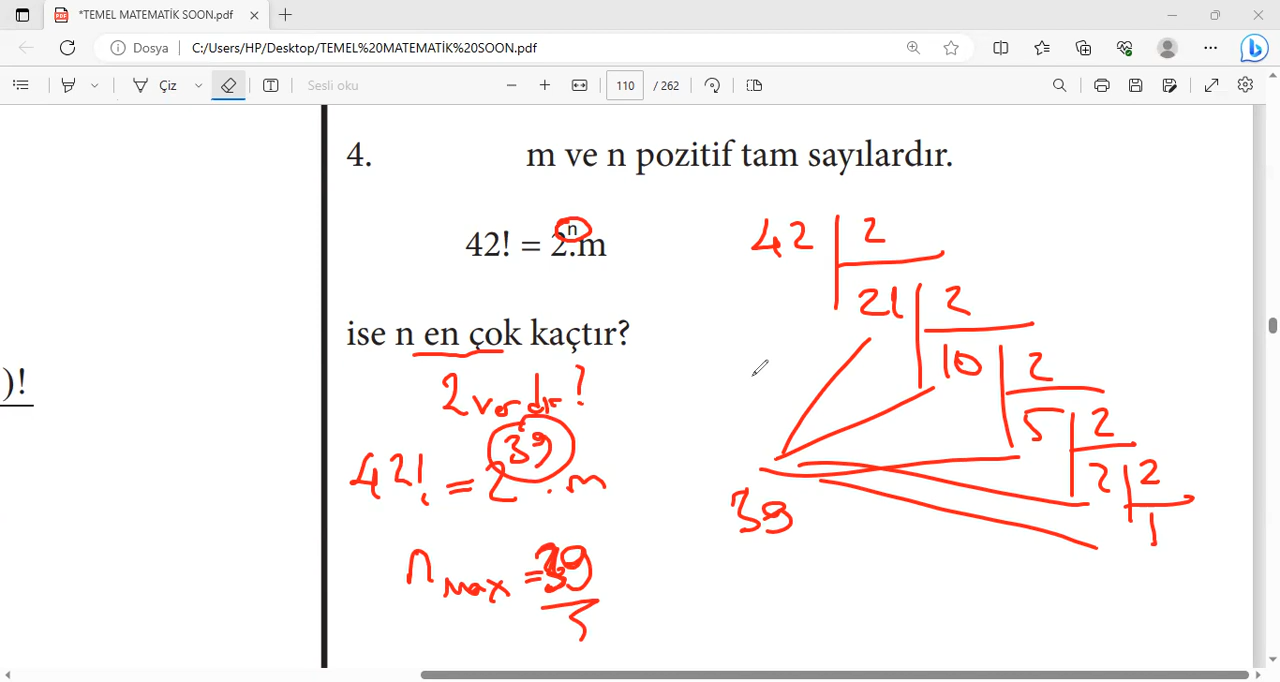 *TEMEL MATEMATİK SOON.pdf
Dosya C:/Users/HP/Desktop/TEMEL%20MATEMATİK%20SOON.pdf
Çiz Sesli oku 110 / 262
)!
4. m ve n pozitif tam sayılardır.
42! = 2ⁿ.m
ise n en çok kaçtır?
2 vardır ?
42! = 2³⁹ . m
n max = 39
42 2
21 2
10 2
5 2
2 2
1
39